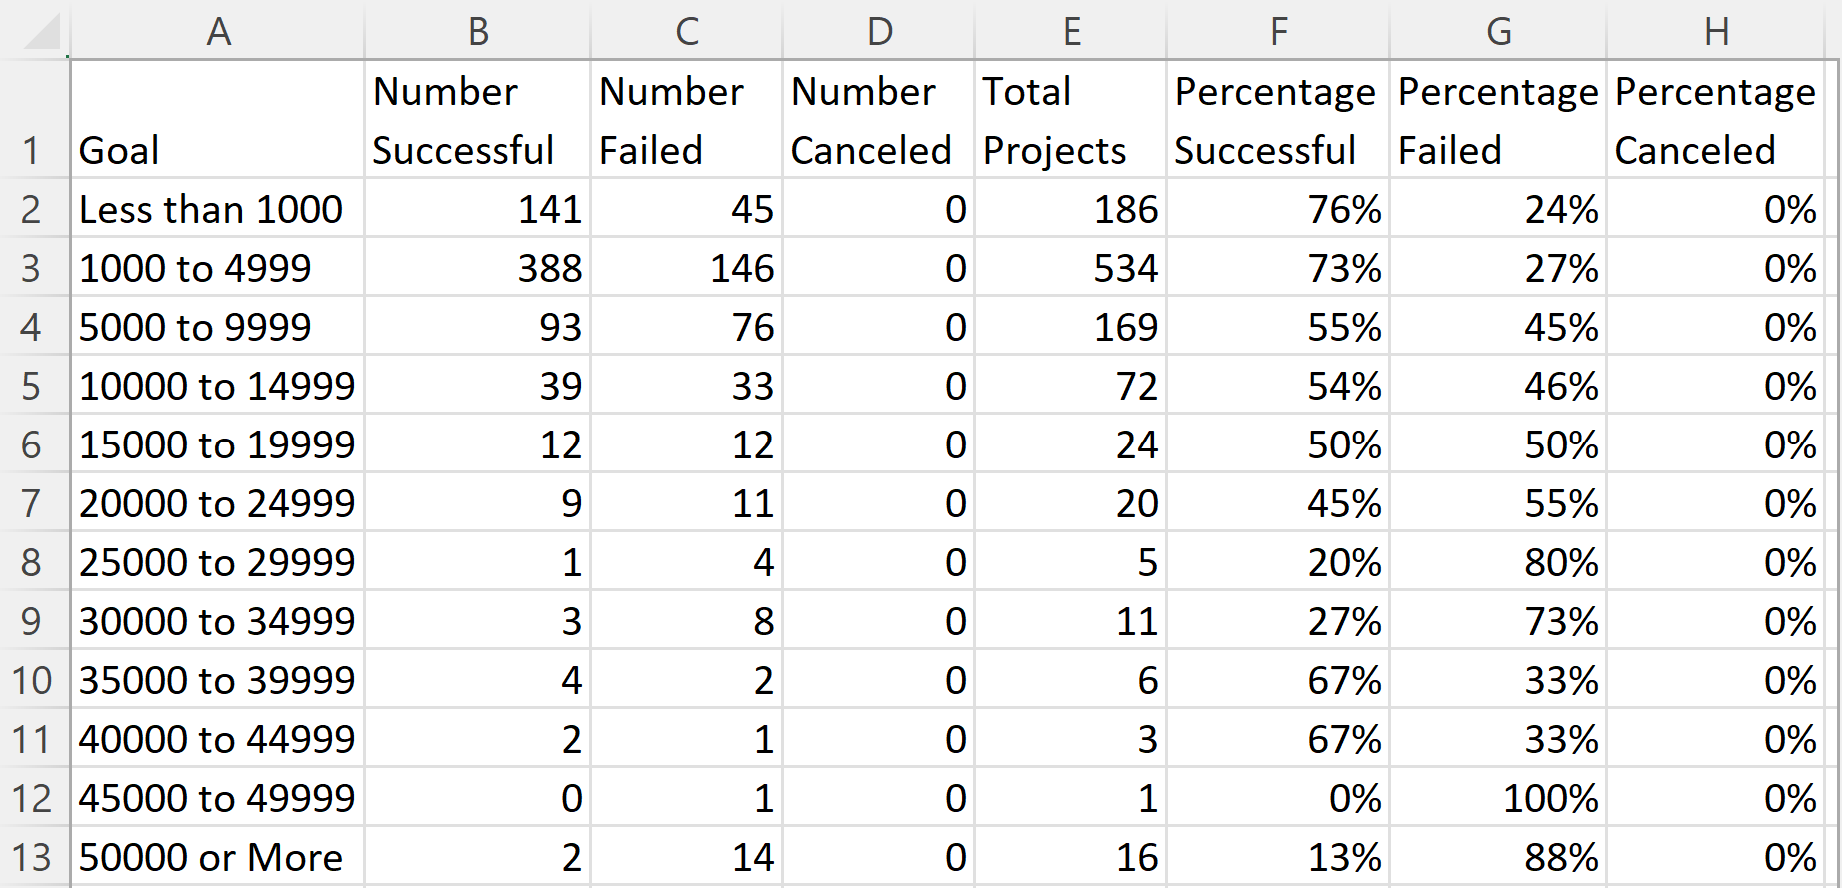 A B C D E F G H
Number Number Number Total Percentage Percentage Percentage
1 Goal Successful Failed Canceled Projects Successful Failed Canceled
2 Less than 1000 141 45 0 186 76% 24% 0%
3 1000 to 4999 388 146 0 534 73% 27% 0%
4 5000 to 9999 93 76 0 169 55% 45% 0%
5 10000 to 14999 39 33 0 72 54% 46% 0%
6 15000 to 19999 12 12 0 24 50% 50% 0%
7 20000 to 24999 9 11 0 20 45% 55% 0%
8 25000 to 29999 1 4 0 5 20% 80% 0%
9 30000 to 34999 3 8 0 11 27% 73% 0%
10 35000 to 39999 4 2 0 6 67% 33% 0%
11 40000 to 44999 2 1 0 3 67% 33% 0%
12 45000 to 49999 0 1 0 1 0% 100% 0%
13 50000 or More 2 14 0 16 13% 88% 0%